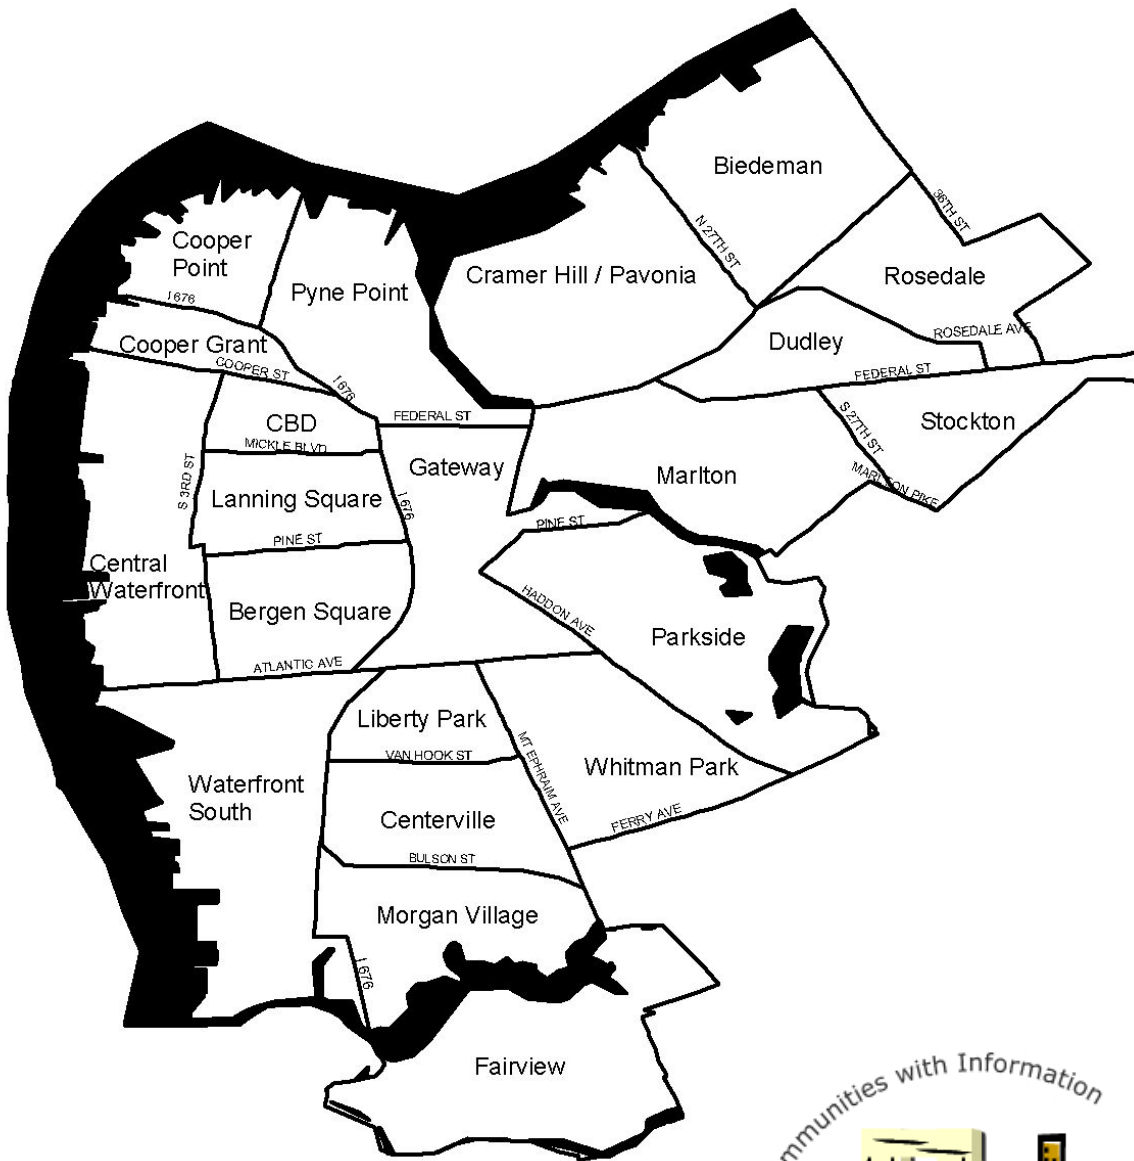 Biedeman
36TH ST
N 27TH ST
Cooper
Point
Cramer Hill / Pavonia
Rosedale
Pyne Point
I 676
ROSEDALE AVE
Cooper Grant
Dudley
COOPER ST
FEDERAL ST
I 676
CBD
FEDERAL ST
S 27TH ST
Stockton
MICKLE BLVD
Gateway
Marlton
MARLTON PIKE
S 3RD ST
Lanning Square
I 676
PINE ST
PINE ST
Central
Waterfront
Bergen Square
HADDON AVE
Parkside
ATLANTIC AVE
Liberty Park
VAN HOOK ST
MT EPHRAIM AVE
Whitman Park
Waterfront
South
Centerville
FERRY AVE
BULSON ST
Morgan Village
I 676
Fairview
mmunities with Information